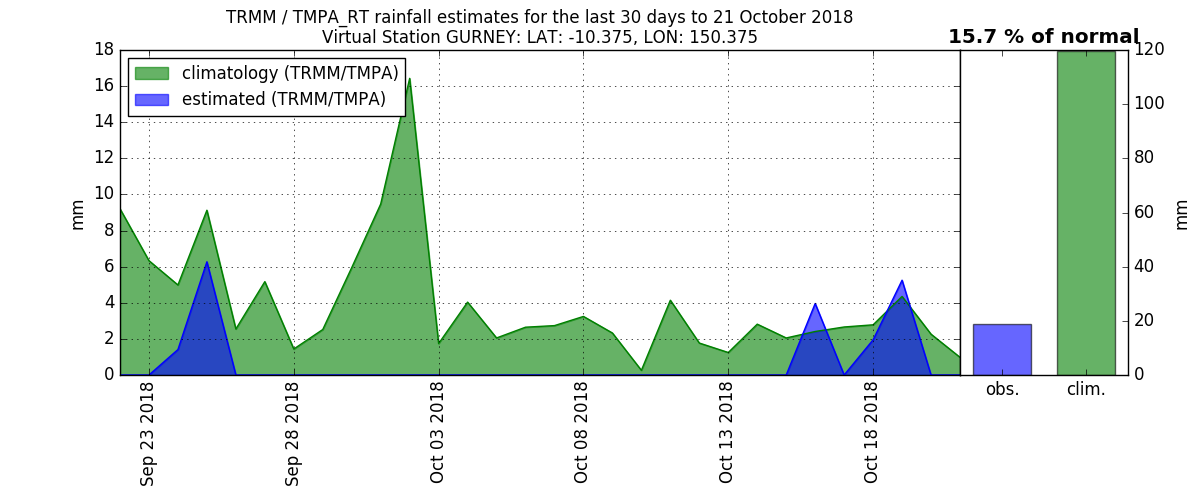 TRMM / TMPA_RT rainfall estimates for the last 30 days to 21 October 2018
Virtual Station GURNEY: LAT: -10.375, LON: 150.375
15.7 % of normal
climatology (TRMM/TMPA)
estimated (TRMM/TMPA)
18
16
14
12
10
8
6
4
2
0
mm
Sep 23 2018
Sep 28 2018
Oct 03 2018
Oct 08 2018
Oct 13 2018
Oct 18 2018
120
100
80
60
40
20
0
mm
obs.
clim.